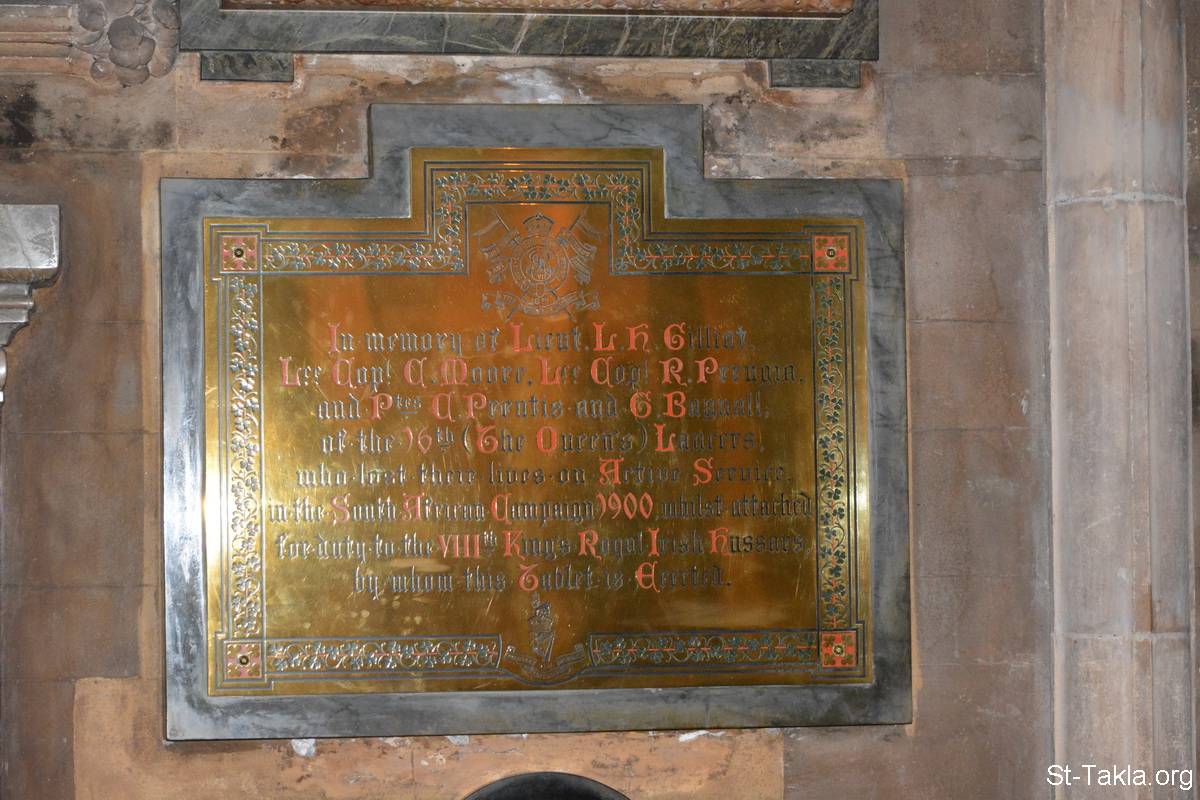 In memory of Lieut. L. H. Gilliat,
Lce Copl. C. Moore, Lce Copl. R. Perugia,
and Ptes C. Prentis and G. Bagnall,
of the 16th (The Queen's) Lancers,
who lost there lives on Active Service,
in the South African Campaign 1900, whilst attached
for duty to the VIIIth King's Royal Irish Hussars,
by whom this Tablet is Erected.
St-Takla.org